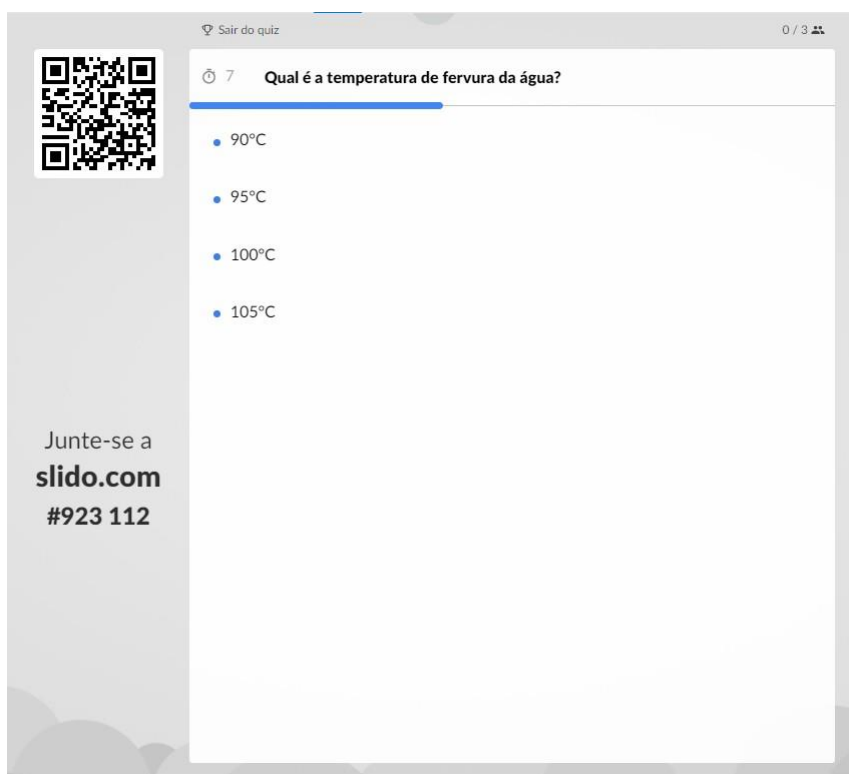 Sair do quiz
0 / 3
7 Qual é a temperatura de fervura da água?
90°C
95°C
100°C
105°C
Junte-se a
slido.com
#923 112